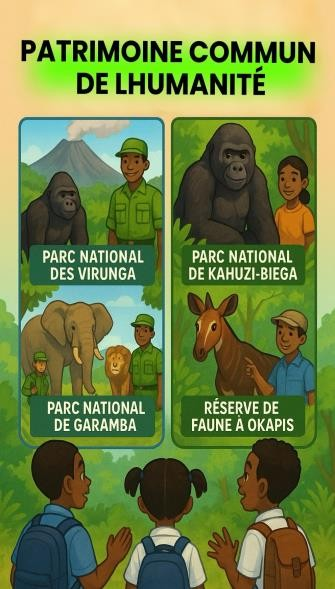 PATRIMOINE COMMUN
DE LHUMANITÉ
PARC NATIONAL
DES VIRUNGA
PARC NATIONAL
DE KAHUZI-BIEGA
PARC NATIONAL
DE GARAMBA
RÉSERVE DE
FAUNE À OKAPIS